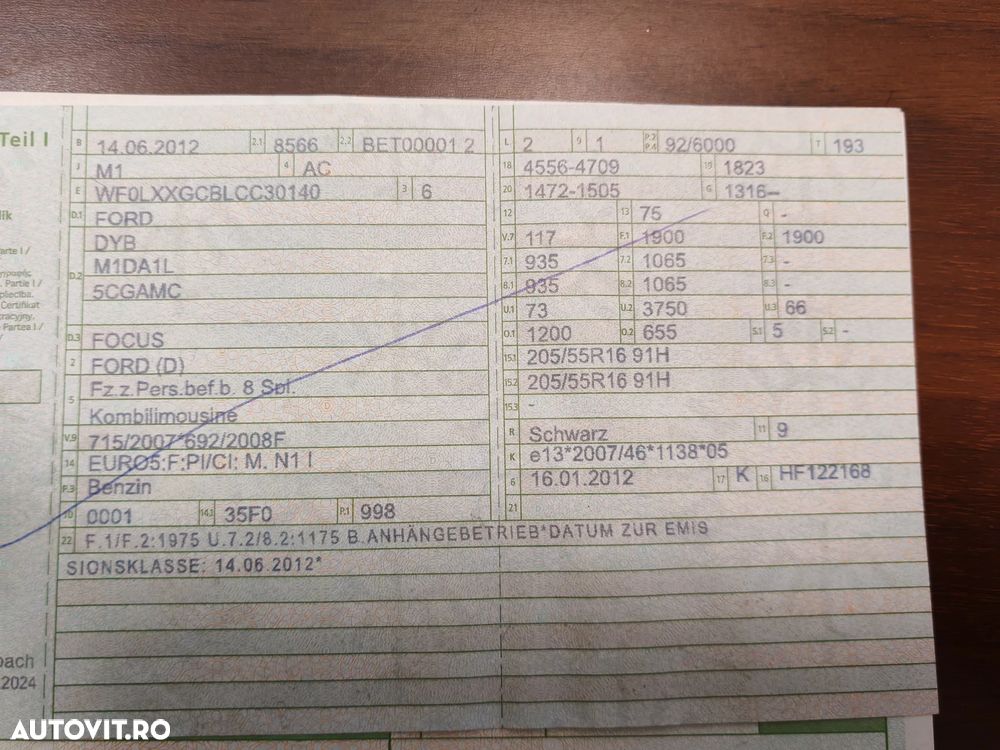 Teil I
B 14.06.2012 2.1 8566 2.2 BET00001 2
J M1 4 AC
E WF0LXXGCBLCC30140 3 6
D.1 FORD
DYB
D.2 M1DA1L
5CGAMC
D.3 FOCUS
2 FORD (D)
5 Fz.z.Pers.bef.b. 8 Spl.
Kombilimousine
V.9 715/2007*692/2008F
14 EURO5:F:PI/CI: M. N1 I
P.3 Benzin
10 0001 14.1 35F0 P.1 998
L 2 9 1 P.2 P.4 92/6000 T 193
18 4556-4709 19 1823
20 1472-1505 G 1316-
12 13 75 Q -
V.7 117 F.1 1900 F.2 1900
7.1 935 7.2 1065 7.3 -
8.1 935 8.2 1065 8.3 -
U.1 73 U.2 3750 U.3 66
O.1 1200 O.2 655 S.1 5 S.2 -
15.1 205/55R16 91H
15.2 205/55R16 91H
15.3 -
R Schwarz 11 9
K e13*2007/46*1138*05
6 16.01.2012 17 K 16 HF122168
21
22 F.1/F.2:1975 U.7.2/8.2:1175 B.ANHÄNGEBETRIEB*DATUM ZUR EMIS
SIONSKLASSE: 14.06.2012*
arte I /
. Partie I /
pliecība.
Certifikat
tracyjny.
Partea I /
bach
.2024
AUTOVIT.RO